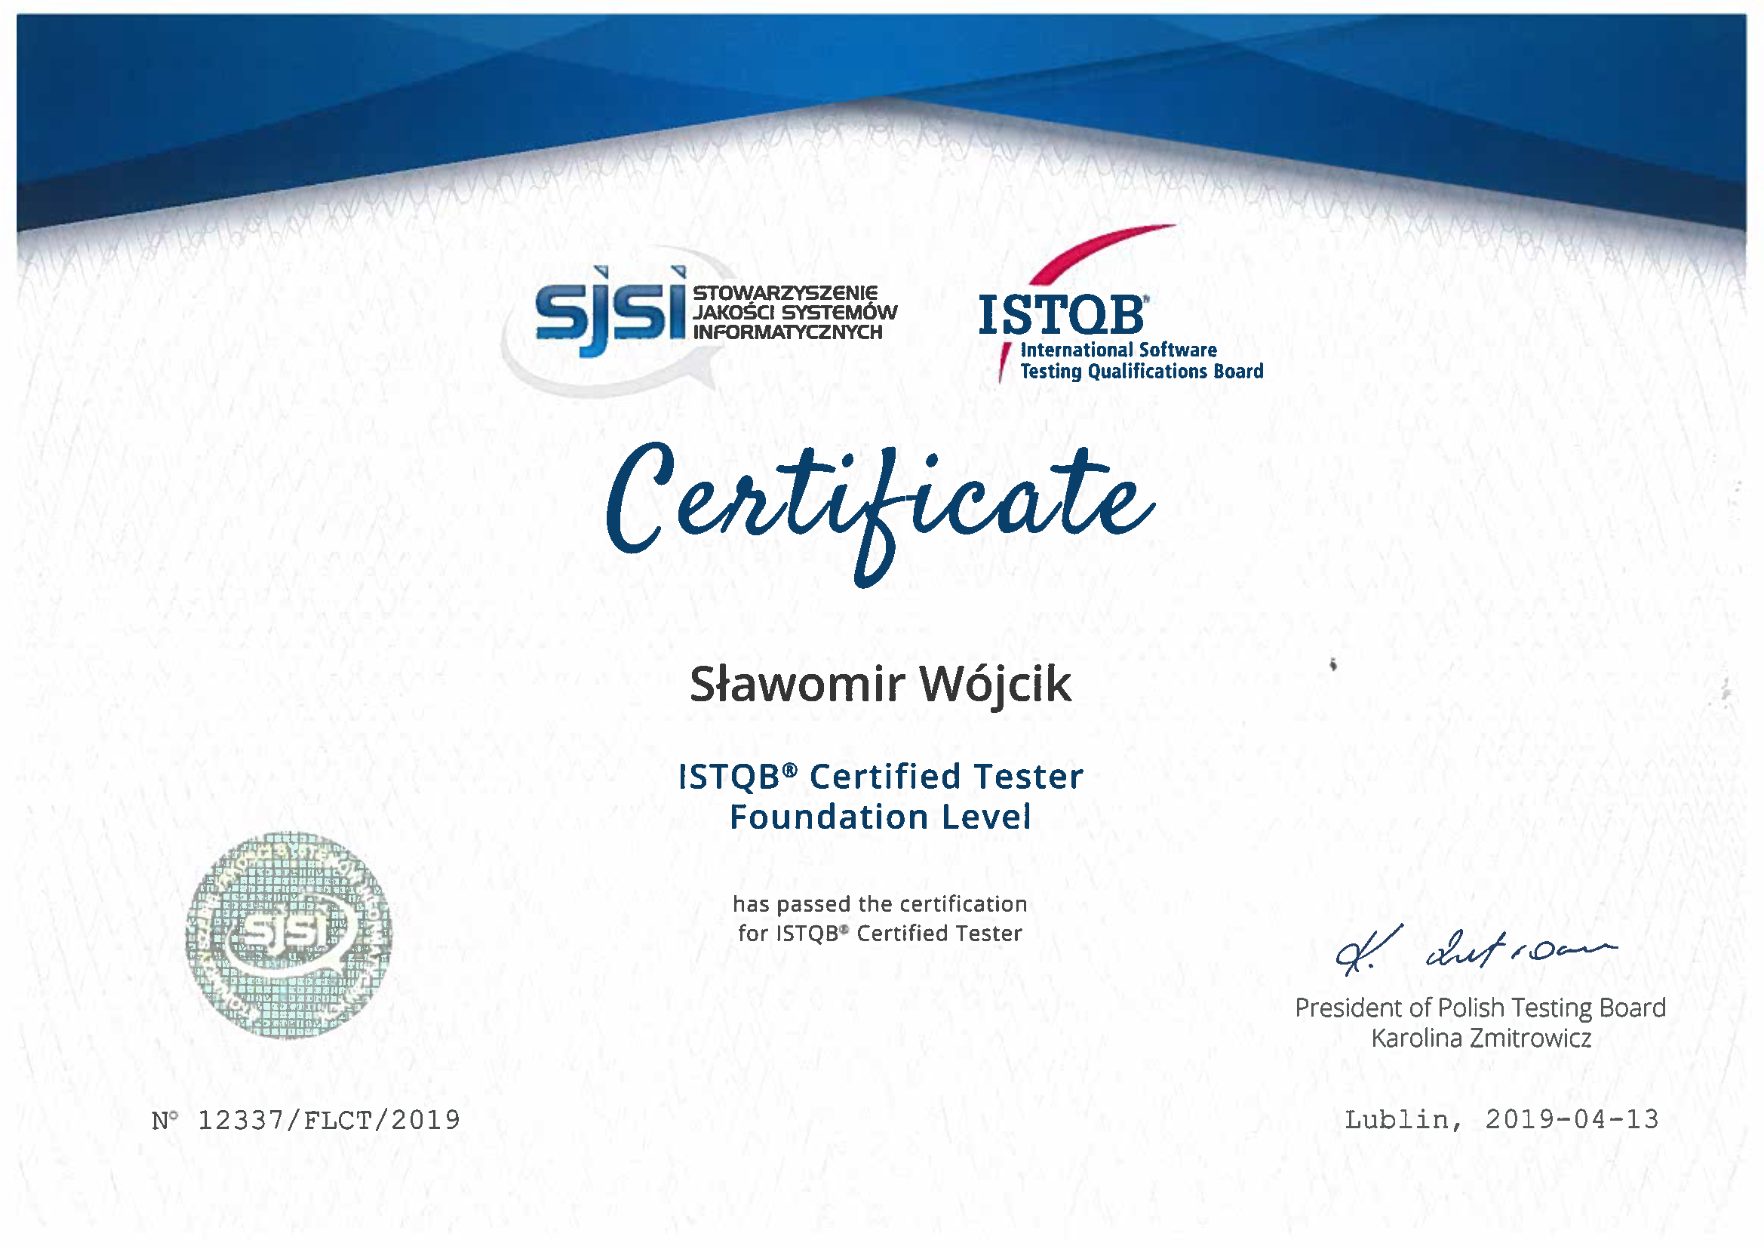 sjsi
STOWARZYSZENIE
JAKOŚCI SYSTEMÓW
INFORMATYCZNYCH
ISTQB®
International Software
Testing Qualifications Board
Certificate
Sławomir Wójcik
ISTQB® Certified Tester
Foundation Level
has passed the certification
for ISTQB® Certified Tester
sjsi
President of Polish Testing Board
Karolina Zmitrowicz
N° 12337/FLCT/2019
Lublin, 2019-04-13